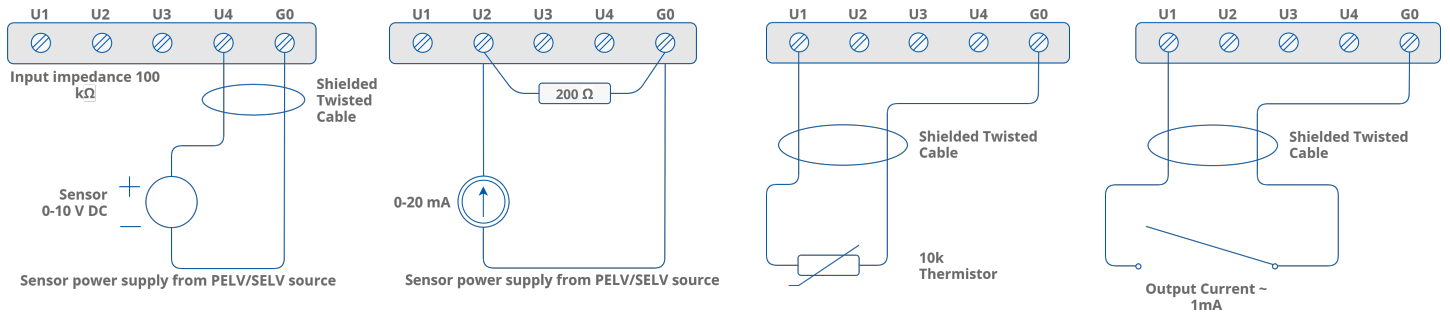 U1 U2 U3 U4 G0
Input impedance 100
kΩ
Shielded
Twisted
Cable
Sensor
0-10 V DC
Sensor power supply from PELV/SELV source
U1 U2 U3 U4 G0
200 Ω
0-20 mA
Sensor power supply from PELV/SELV source
U1 U2 U3 U4 G0
Shielded Twisted
Cable
10k
Thermistor
U1 U2 U3 U4 G0
Shielded Twisted
Cable
Output Current ~
1mA